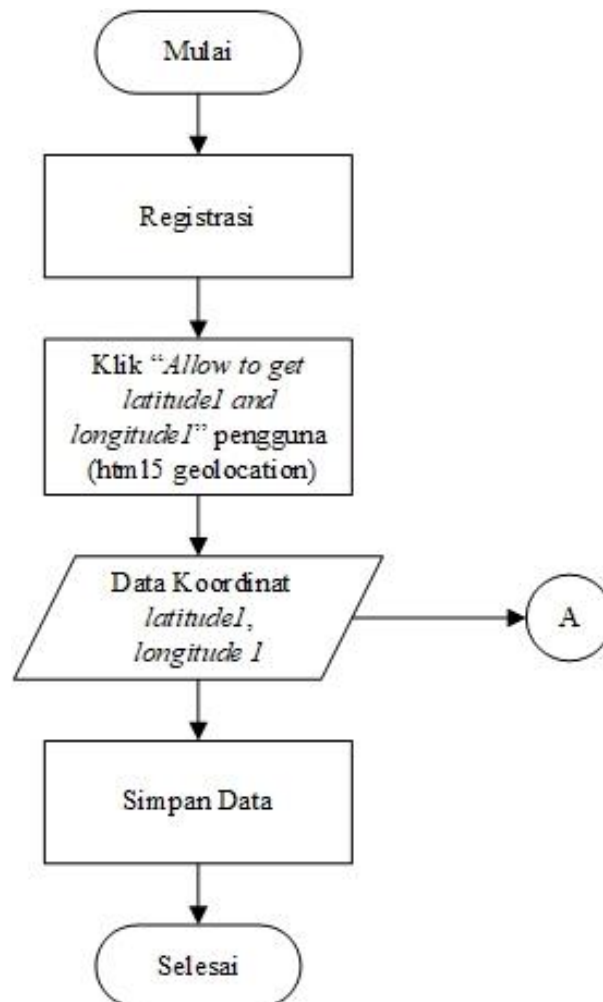 Mulai
Registrasi
Klik “Allow to get
latitude1 and
longitude1” pengguna
(html5 geolocation)
Data Koordinat
latitude1,
longitude 1
A
Simpan Data
Selesai